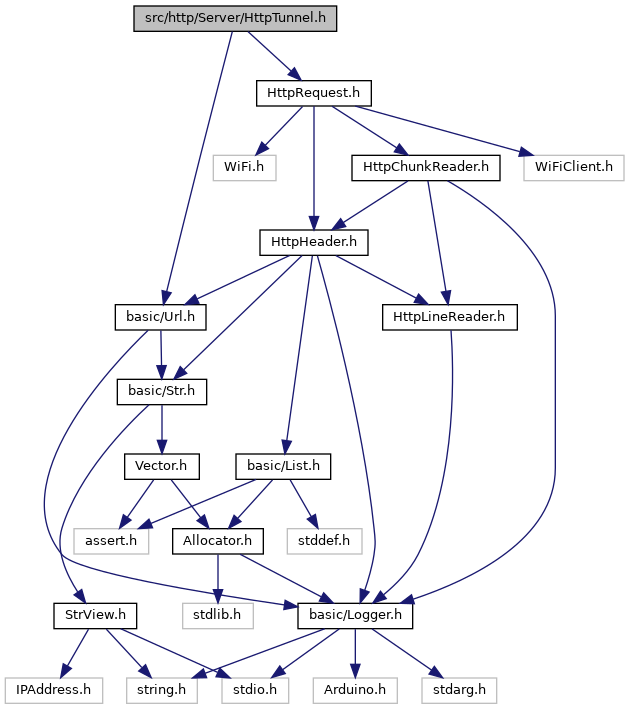 src/http/Server/HttpTunnel.h
HttpRequest.h
WiFi.h
HttpChunkReader.h
WiFiClient.h
HttpHeader.h
basic/Url.h
HttpLineReader.h
basic/Str.h
Vector.h
basic/List.h
assert.h
Allocator.h
stddef.h
StrView.h
stdlib.h
basic/Logger.h
IPAddress.h
string.h
stdio.h
Arduino.h
stdarg.h